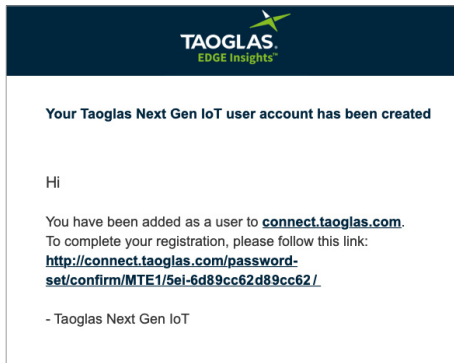 TAOGLAS.
EDGE Insights™
Your Taoglas Next Gen IoT user account has been created
Hi
You have been added as a user to connect.taoglas.com.
To complete your registration, please follow this link:
http://connect.taoglas.com/password-
set/confirm/MTE1/5ei-6d89cc62d89cc62/
- Taoglas Next Gen IoT